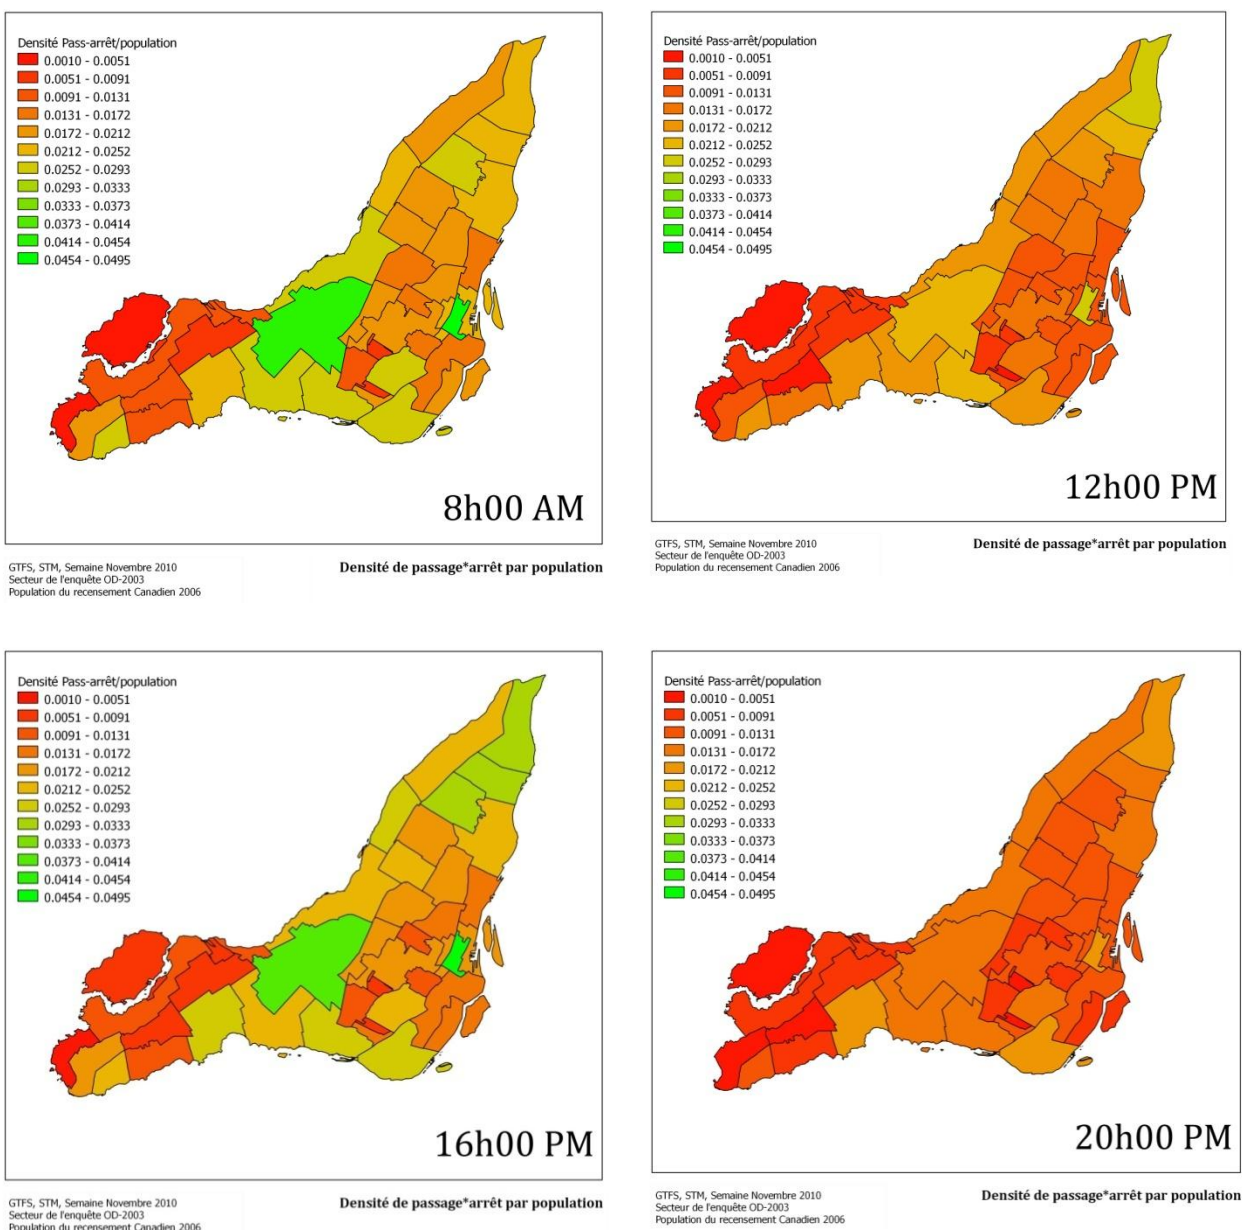 Densité Pass-arrêt/population
0.0010 - 0.0051
0.0051 - 0.0091
0.0091 - 0.0131
0.0131 - 0.0172
0.0172 - 0.0212
0.0212 - 0.0252
0.0252 - 0.0293
0.0293 - 0.0333
0.0333 - 0.0373
0.0373 - 0.0414
0.0414 - 0.0454
0.0454 - 0.0495
8h00 AM
GTFS, STM, Semaine Novembre 2010
Secteur de l'enquête OD-2003
Population du recensement Canadien 2006
Densité de passage*arrêt par population
Densité Pass-arrêt/population
0.0010 - 0.0051
0.0051 - 0.0091
0.0091 - 0.0131
0.0131 - 0.0172
0.0172 - 0.0212
0.0212 - 0.0252
0.0252 - 0.0293
0.0293 - 0.0333
0.0333 - 0.0373
0.0373 - 0.0414
0.0414 - 0.0454
0.0454 - 0.0495
12h00 PM
GTFS, STM, Semaine Novembre 2010
Secteur de l'enquête OD-2003
Population du recensement Canadien 2006
Densité de passage*arrêt par population
Densité Pass-arrêt/population
0.0010 - 0.0051
0.0051 - 0.0091
0.0091 - 0.0131
0.0131 - 0.0172
0.0172 - 0.0212
0.0212 - 0.0252
0.0252 - 0.0293
0.0293 - 0.0333
0.0333 - 0.0373
0.0373 - 0.0414
0.0414 - 0.0454
0.0454 - 0.0495
16h00 PM
GTFS, STM, Semaine Novembre 2010
Secteur de l'enquête OD-2003
Population du recensement Canadien 2006
Densité de passage*arrêt par population
Densité Pass-arrêt/population
0.0010 - 0.0051
0.0051 - 0.0091
0.0091 - 0.0131
0.0131 - 0.0172
0.0172 - 0.0212
0.0212 - 0.0252
0.0252 - 0.0293
0.0293 - 0.0333
0.0333 - 0.0373
0.0373 - 0.0414
0.0414 - 0.0454
0.0454 - 0.0495
20h00 PM
GTFS, STM, Semaine Novembre 2010
Secteur de l'enquête OD-2003
Population du recensement Canadien 2006
Densité de passage*arrêt par population